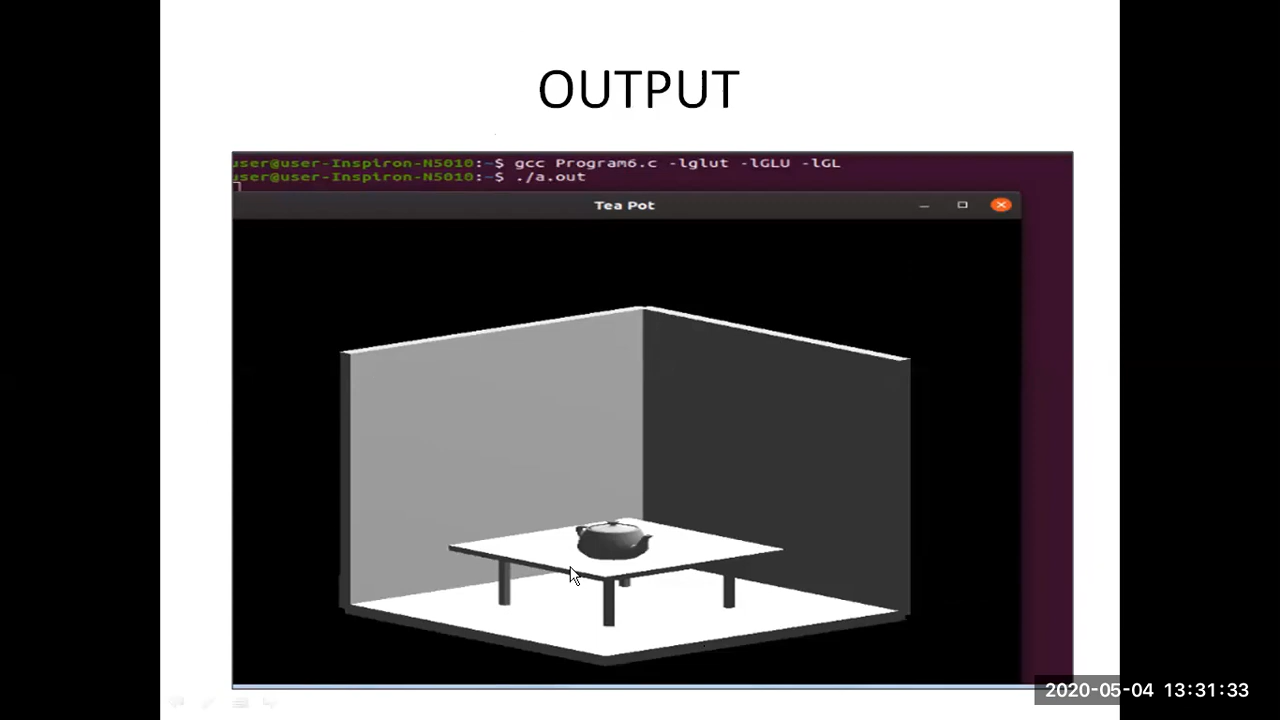 OUTPUT
user@user-Inspiron-N5010:~$ gcc Program6.c -lglut -lGLU -lGL
user@user-Inspiron-N5010:~$ ./a.out
Tea Pot
2020-05-04 13:31:33